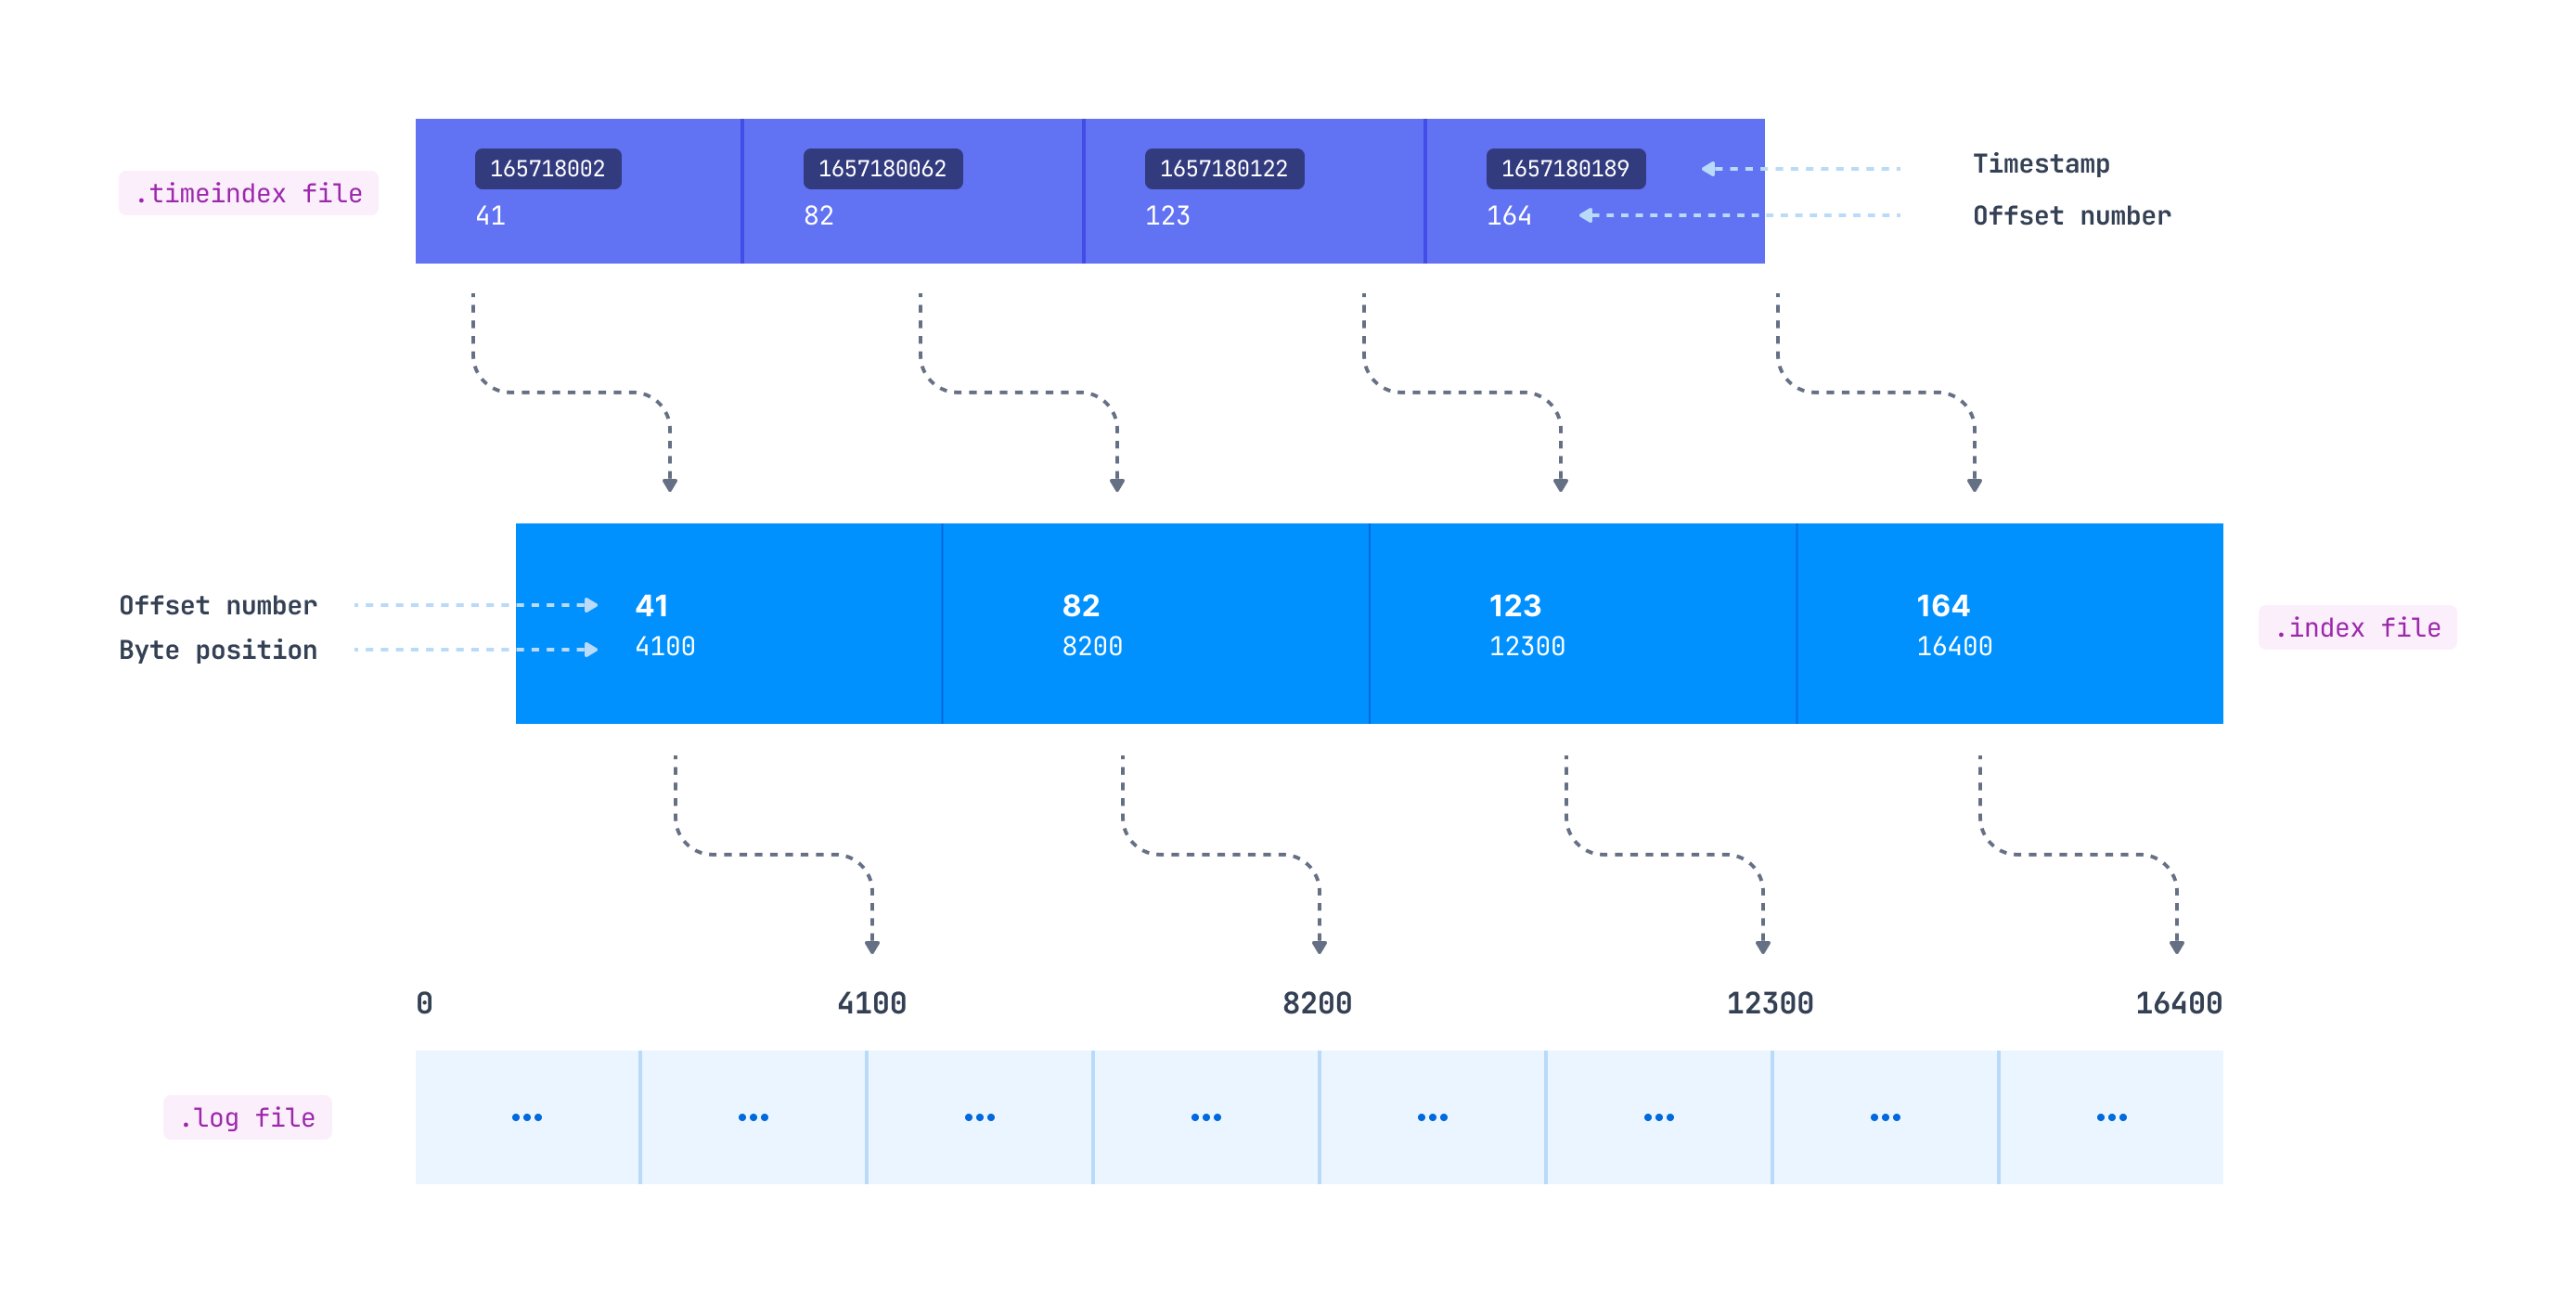 .timeindex file
165718002
1657180062
1657180122
1657180189
Timestamp
41
82
123
164
Offset number
Offset number
41
82
123
164
.index file
Byte position
4100
8200
12300
16400
0
4100
8200
12300
16400
.log file
••• ••• ••• ••• ••• ••• ••• •••